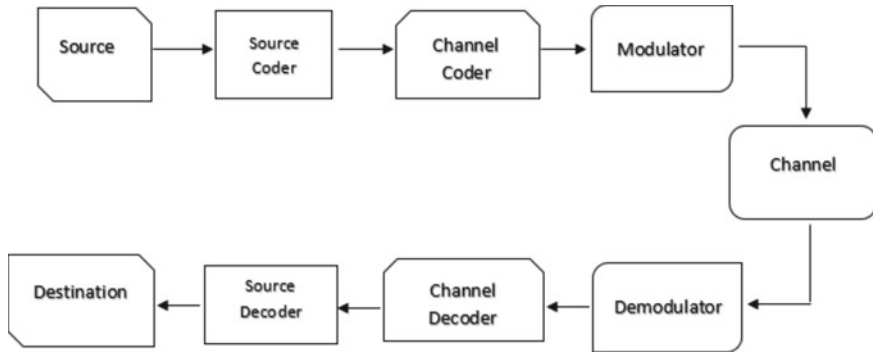 Source
Source
Coder
Channel
Coder
Modulator
Channel
Destination
Source
Decoder
Channel
Decoder
Demodulator